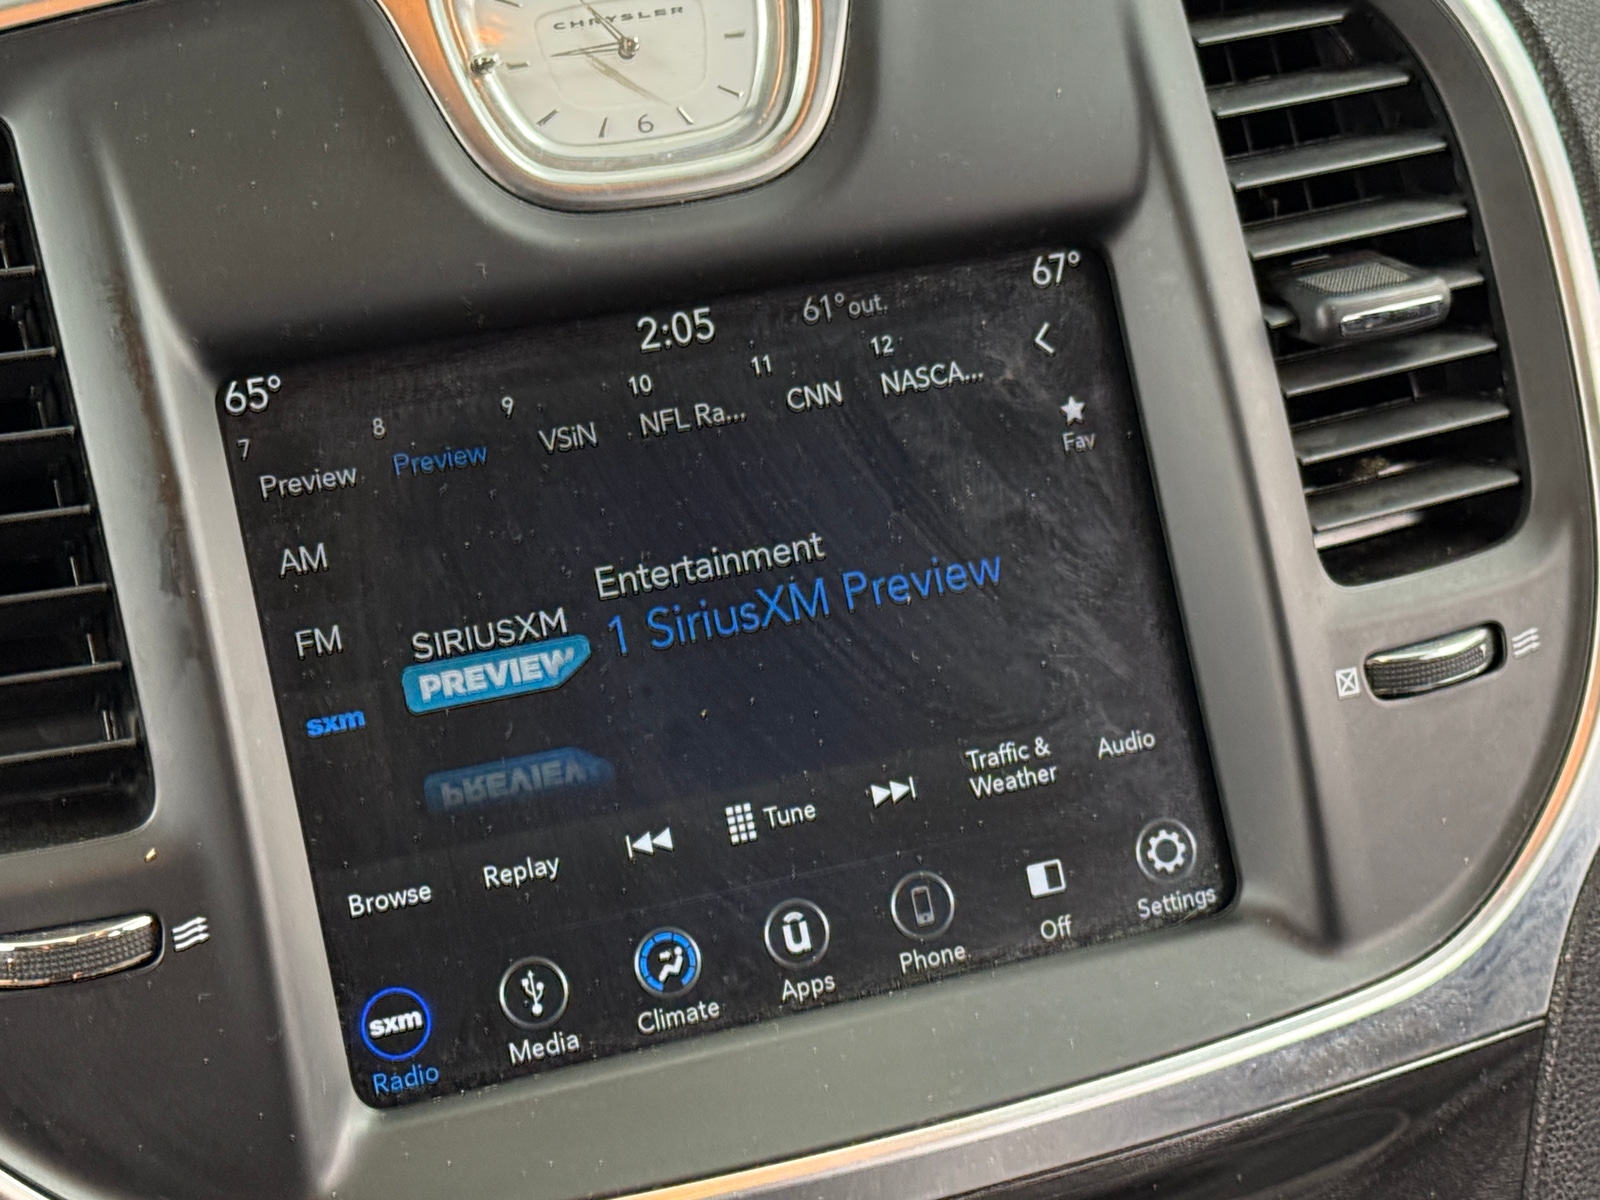 CHRYSLER
6
65°
2:05
61° out.
67°
7
Preview
8
Preview
9
VSiN
10
NFL Ra...
11
CNN
12
NASCA...
Fav
AM
FM
sxm
SIRIUSXM
PREVIEW
Entertainment
1 SiriusXM Preview
PREVIEW
Browse
Replay
Tune
Traffic &
Weather
Audio
sxm
Radio
Media
Climate
ū
Apps
Phone
Off
Settings